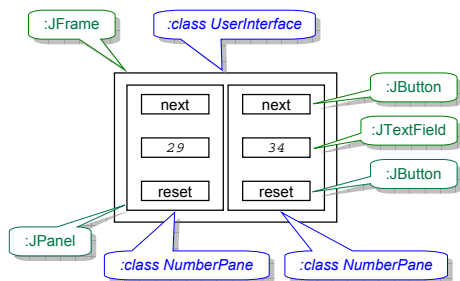 :JFrame
:class UserInterface
next
next
:JButton
29
34
:JTextField
reset
reset
:JButton
:JPanel
:class NumberPane
:class NumberPane